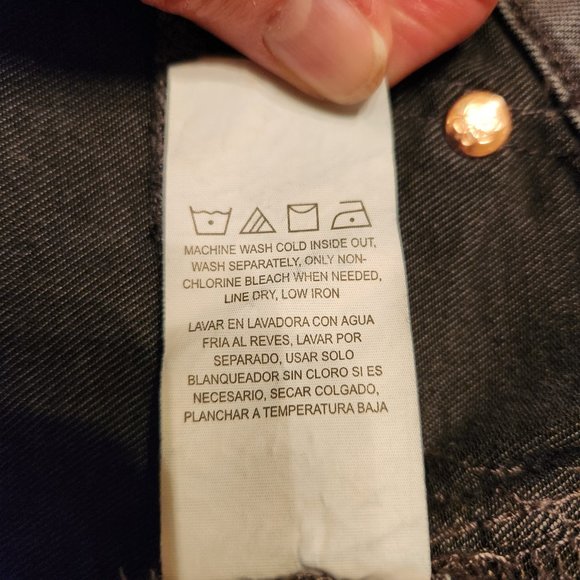 MACHINE WASH COLD INSIDE OUT,
WASH SEPARATELY, ONLY NON-
CHLORINE BLEACH WHEN NEEDED,
LINE DRY, LOW IRON
LAVAR EN LAVADORA CON AGUA
FRIA AL REVES, LAVAR POR
SEPARADO, USAR SOLO
BLANQUEADOR SIN CLORO SI ES
NECESARIO, SECAR COLGADO,
PLANCHAR A TEMPERATURA BAJA